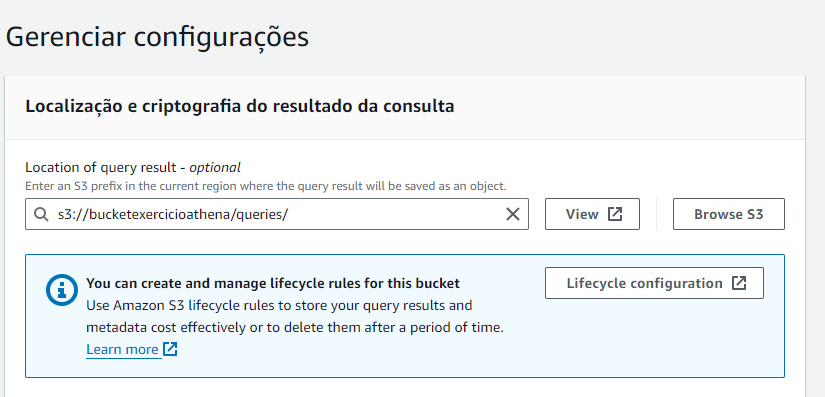 Gerenciar configurações
Localização e criptografia do resultado da consulta
Location of query result - optional
Enter an S3 prefix in the current region where the query result will be saved as an object.
s3://bucketexercicioathena/queries/
View
Browse S3
You can create and manage lifecycle rules for this bucket
Use Amazon S3 lifecycle rules to store your query results and
metadata cost effectively or to delete them after a period of time.
Learn more
Lifecycle configuration